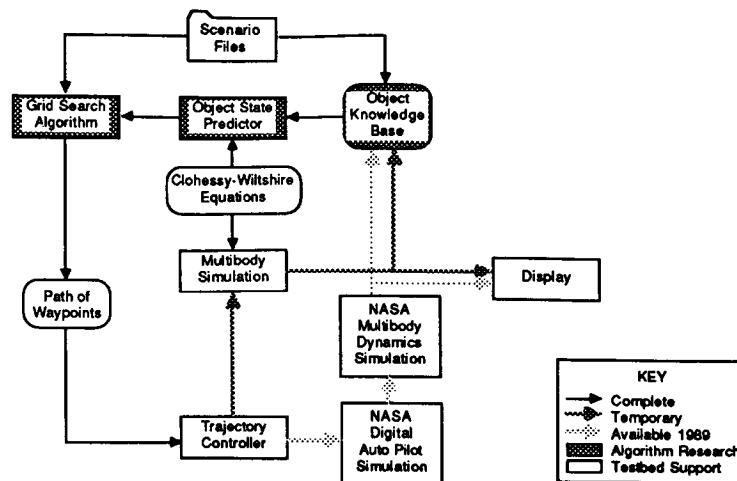 Scenario
Files
Grid Search
Algorithm
Object State
Predictor
Object
Knowledge
Base
Clohessy-Wiltshire
Equations
Multibody
Simulation
Display
Path of
Waypoints
NASA
Multibody
Dynamics
Simulation
Trajectory
Controller
NASA
Digital
Auto Pilot
Simulation
KEY
Complete
Temporary
Available 1989
Algorithm Research
Testbed Support